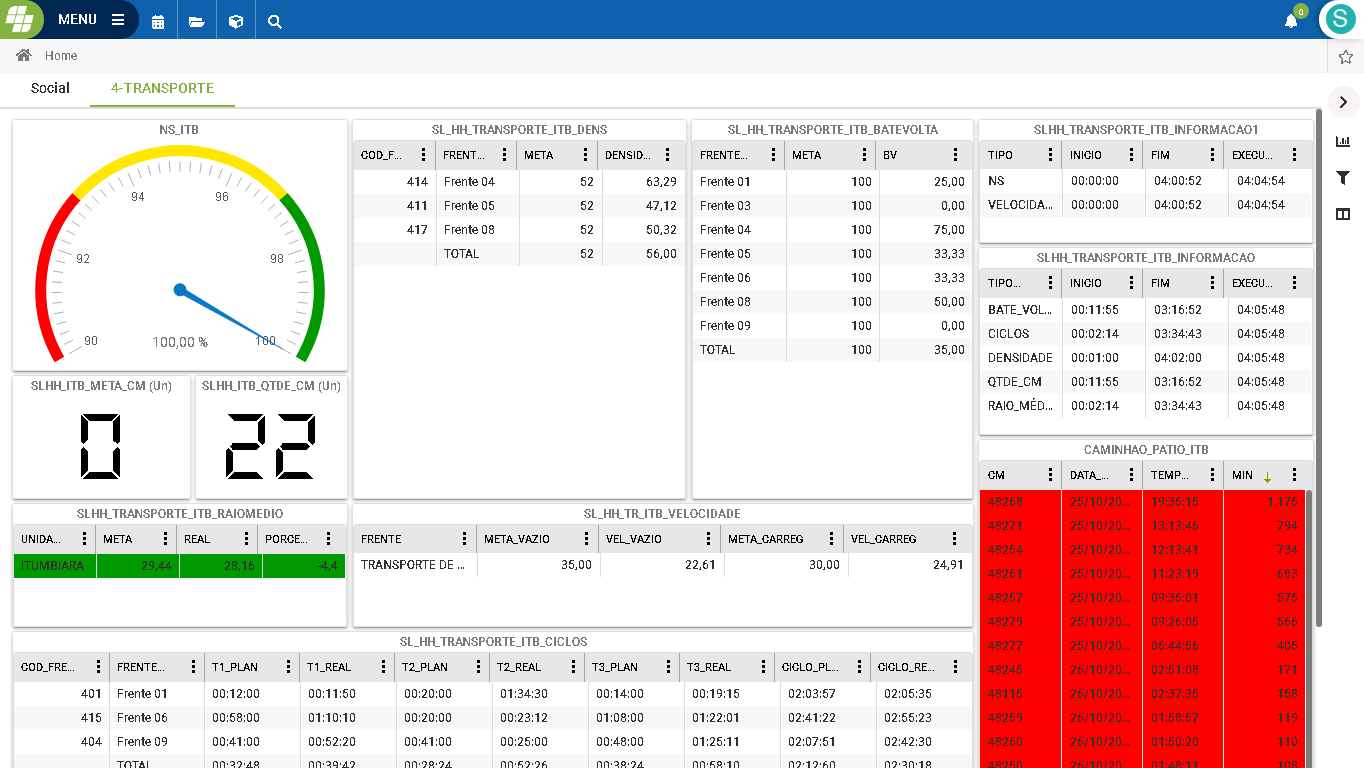 MENU
0
S
Home
Social 4-TRANSPORTE
NS_ITB
94 96
92 98
90 100
100,00 %
SLHH_ITB_META_CM (Un)
0
SLHH_ITB_QTDE_CM (Un)
22
SL_HH_TRANSPORTE_ITB_DENS
COD_F... FRENT... META DENSID...
414 Frente 04 52 63,29
411 Frente 05 52 47,12
417 Frente 08 52 50,32
TOTAL 52 56,00
SL_HH_TRANSPORTE_ITB_BATEVOLTA
FRENTE... META BV
Frente 01 100 25,00
Frente 03 100 0,00
Frente 04 100 75,00
Frente 05 100 33,33
Frente 06 100 33,33
Frente 08 100 50,00
Frente 09 100 0,00
TOTAL 100 35,00
SLHH_TRANSPORTE_ITB_INFORMACAO1
TIPO INICIO FIM EXECU...
NS 00:00:00 04:00:52 04:04:54
VELOCIDA... 00:00:00 04:00:52 04:04:54
SLHH_TRANSPORTE_ITB_INFORMACAO
TIPO... INICIO FIM EXECU...
BATE_VOL... 00:11:55 03:16:52 04:05:48
CICLOS 00:02:14 03:34:43 04:05:48
DENSIDADE 00:01:00 04:02:00 04:05:48
QTDE_CM 00:11:55 03:16:52 04:05:48
RAIO_MÉD... 00:02:14 03:34:43 04:05:48
SLHH_TRANSPORTE_ITB_RAIOMEDIO
UNIDA... META REAL PORCE...
ITUMBIARA 29,44 28,16 -4,4
SL_HH_TR_ITB_VELOCIDADE
FRENTE META_VAZIO VEL_VAZIO META_CARREG VEL_CARREG
TRANSPORTE DE ... 35,00 22,61 30,00 24,91
CAMINHAO_PATIO_ITB
CM DATA_... TEMP... MIN
48268 25/10/20... 19:35:15 1.175
48271 25/10/20... 13:13:46 794
48254 25/10/20... 12:13:41 734
48261 25/10/20... 11:23:19 683
48257 25/10/20... 09:35:01 575
48279 25/10/20... 09:26:05 566
48277 25/10/20... 06:44:56 405
48245 26/10/20... 02:51:08 171
48115 26/10/20... 02:37:35 158
48259 26/10/20... 01:58:57 119
48260 26/10/20... 01:50:20 110
48250 26/10/20... 01:48:11 108
SL_HH_TRANSPORTE_ITB_CICLOS
COD_FRE... FRENTE... T1_PLAN T1_REAL T2_PLAN T2_REAL T3_PLAN T3_REAL CICLO_PL... CICLO_RE...
401 Frente 01 00:12:00 00:11:50 00:20:00 01:34:30 00:14:00 00:19:15 02:03:57 02:05:35
415 Frente 06 00:58:00 01:10:10 00:20:00 00:23:12 01:08:00 01:22:01 02:41:22 02:55:23
404 Frente 09 00:41:00 00:52:20 00:41:00 00:25:00 00:48:00 01:25:11 02:07:51 02:42:30
TOTAL 00:32:48 00:39:42 00:28:24 00:52:26 00:38:24 00:58:10 02:12:60 02:30:18